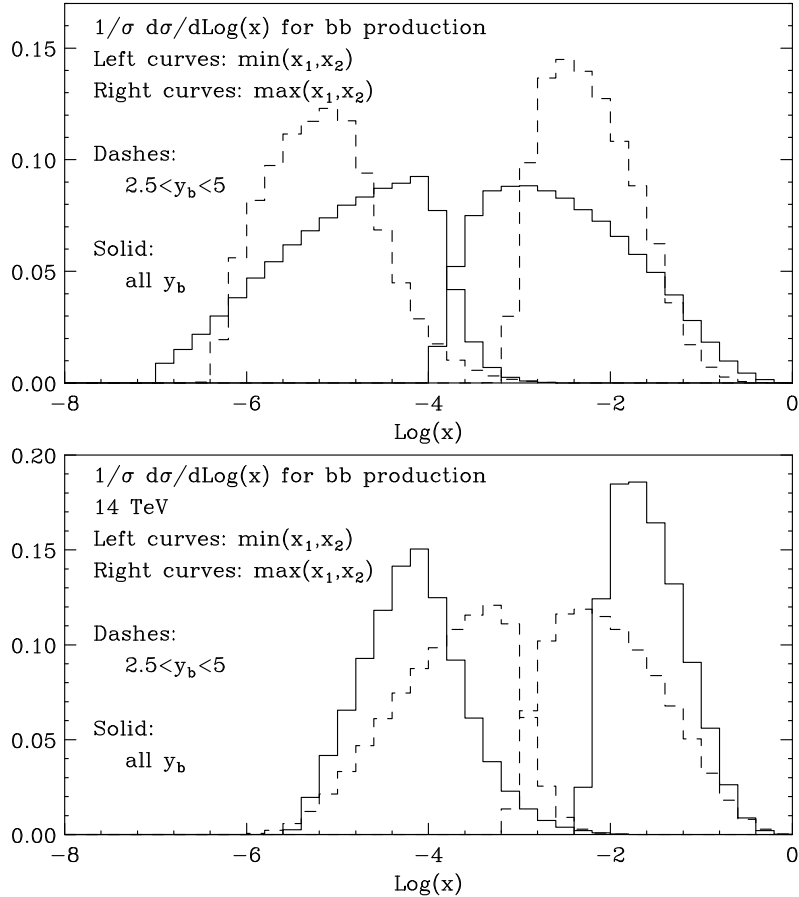 1/σ dσ/dLog(x) for bb production
Left curves: min(x₁,x₂)
Right curves: max(x₁,x₂)
Dashes:
2.5<y_b<5
Solid:
all y_b
0.15
0.10
0.05
0.00
−8 −6 −4 −2 0
Log(x)
1/σ dσ/dLog(x) for bb production
14 TeV
Left curves: min(x₁,x₂)
Right curves: max(x₁,x₂)
Dashes:
2.5<y_b<5
Solid:
all y_b
0.20
0.15
0.10
0.05
0.00
−8 −6 −4 −2 0
Log(x)